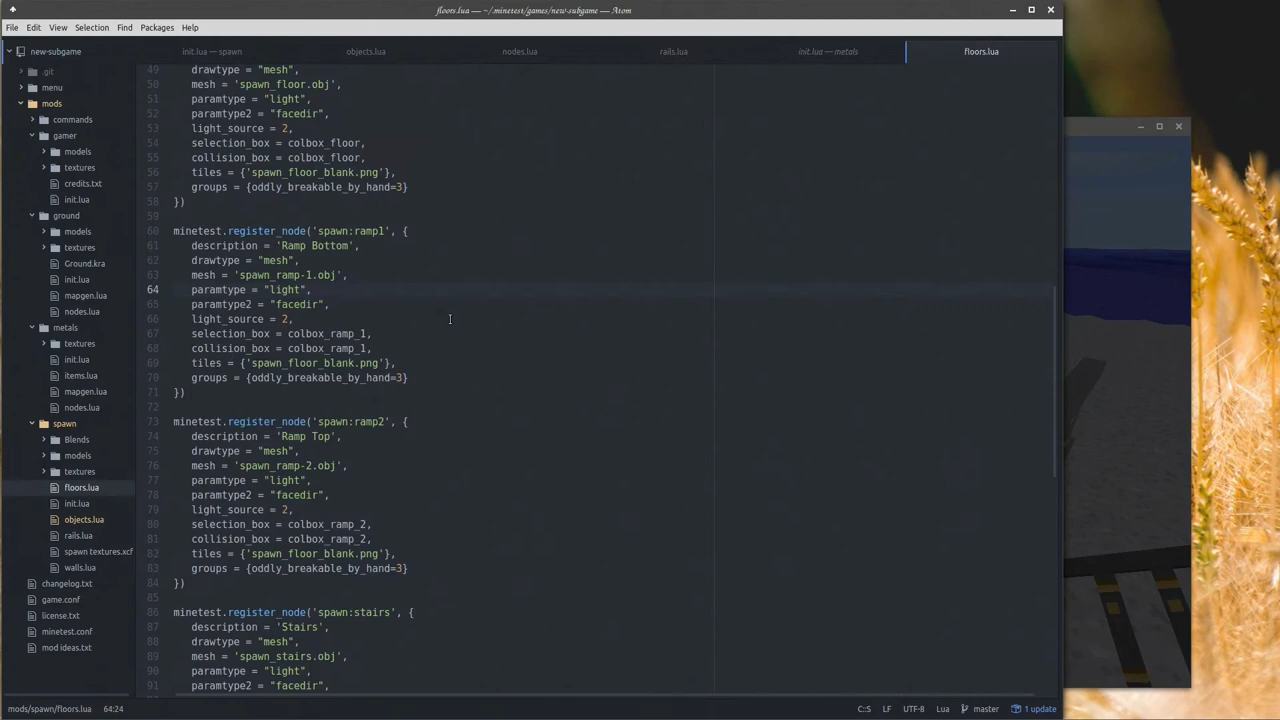 floors.lua — ~/.minetest/games/new-subgame — Atom
File Edit View Selection Find Packages Help
new-subgame
init.lua — spawn objects.lua nodes.lua rails.lua init.lua — metals floors.lua
.git
menu
mods
commands
gamer
models
textures
credits.txt
init.lua
ground
models
textures
Ground.kra
init.lua
mapgen.lua
nodes.lua
metals
textures
init.lua
items.lua
mapgen.lua
nodes.lua
spawn
Blends
models
textures
floors.lua
init.lua
objects.lua
rails.lua
spawn textures.xcf
walls.lua
changelog.txt
game.conf
license.txt
minetest.conf
mod ideas.txt
49 drawtype = "mesh",
50 mesh = 'spawn_floor.obj',
51 paramtype = "light",
52 paramtype2 = "facedir",
53 light_source = 2,
54 selection_box = colbox_floor,
55 collision_box = colbox_floor,
56 tiles = {'spawn_floor_blank.png'},
57 groups = {oddly_breakable_by_hand=3}
58 })
59
60 minetest.register_node('spawn:ramp1', {
61 description = 'Ramp Bottom',
62 drawtype = "mesh",
63 mesh = 'spawn_ramp-1.obj',
64 paramtype = "light",
65 paramtype2 = "facedir",
66 light_source = 2,
67 selection_box = colbox_ramp_1,
68 collision_box = colbox_ramp_1,
69 tiles = {'spawn_floor_blank.png'},
70 groups = {oddly_breakable_by_hand=3}
71 })
72
73 minetest.register_node('spawn:ramp2', {
74 description = 'Ramp Top',
75 drawtype = "mesh",
76 mesh = 'spawn_ramp-2.obj',
77 paramtype = "light",
78 paramtype2 = "facedir",
79 light_source = 2,
80 selection_box = colbox_ramp_2,
81 collision_box = colbox_ramp_2,
82 tiles = {'spawn_floor_blank.png'},
83 groups = {oddly_breakable_by_hand=3}
84 })
85
86 minetest.register_node('spawn:stairs', {
87 description = 'Stairs',
88 drawtype = "mesh",
89 mesh = 'spawn_stairs.obj',
90 paramtype = "light",
91 paramtype2 = "facedir",
mods/spawn/floors.lua 64:24 C::S LF UTF-8 Lua master 1 update